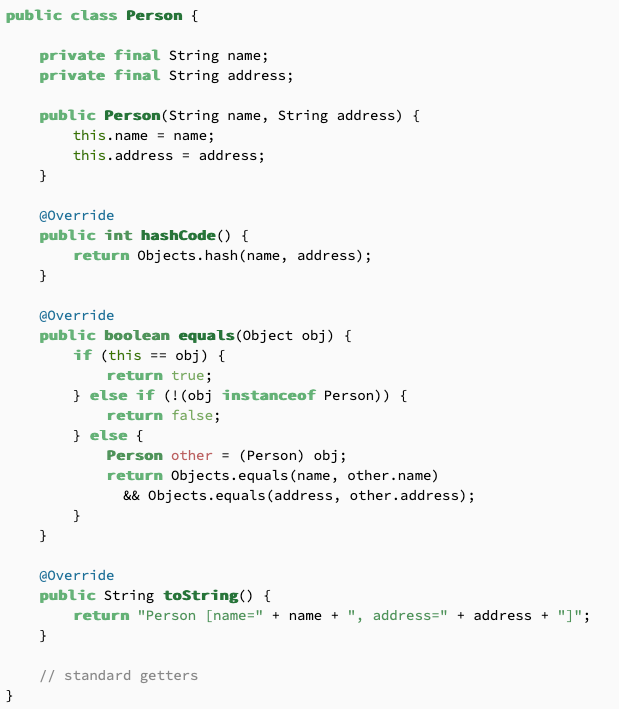 public class Person {
    private final String name;
    private final String address;
    public Person(String name, String address) {
        this.name = name;
        this.address = address;
    }
    @Override
    public int hashCode() {
        return Objects.hash(name, address);
    }
    @Override
    public boolean equals(Object obj) {
        if (this == obj) {
            return true;
        } else if (!(obj instanceof Person)) {
            return false;
        } else {
            Person other = (Person) obj;
            return Objects.equals(name, other.name)
              && Objects.equals(address, other.address);
        }
    }
    @Override
    public String toString() {
        return "Person [name=" + name + ", address=" + address + "]";
    }
    // standard getters
}